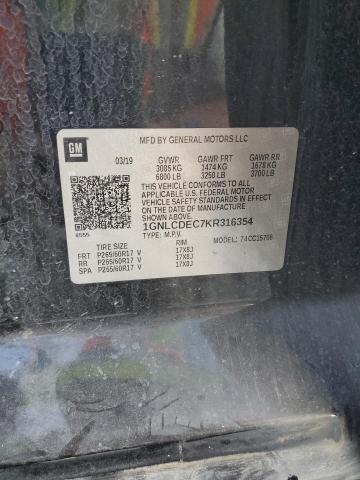 GM
MFD BY GENERAL MOTORS LLC
03/19 GVWR GAWR FRT GAWR RR
3085 KG 1474 KG 1678 KG
6800 LB 3250 LB 3700 LB
THIS VEHICLE CONFORMS TO ALL
APPLICABLE U.S. FEDERAL MOTOR
VEHICLE SAFETY STANDARDS IN
EFFECT ON THE DATE OF
MANUFACTURE SHOWN ABOVE.
1GNLCDEC7KR316354
TYPE: M.P.V. MODEL: 74CC15706
TIRE SIZE RIM
FRT P265/60R17 V 17X8J
RR P265/60R17 V 17X8J
SPA P265/60R17 V 17X8J